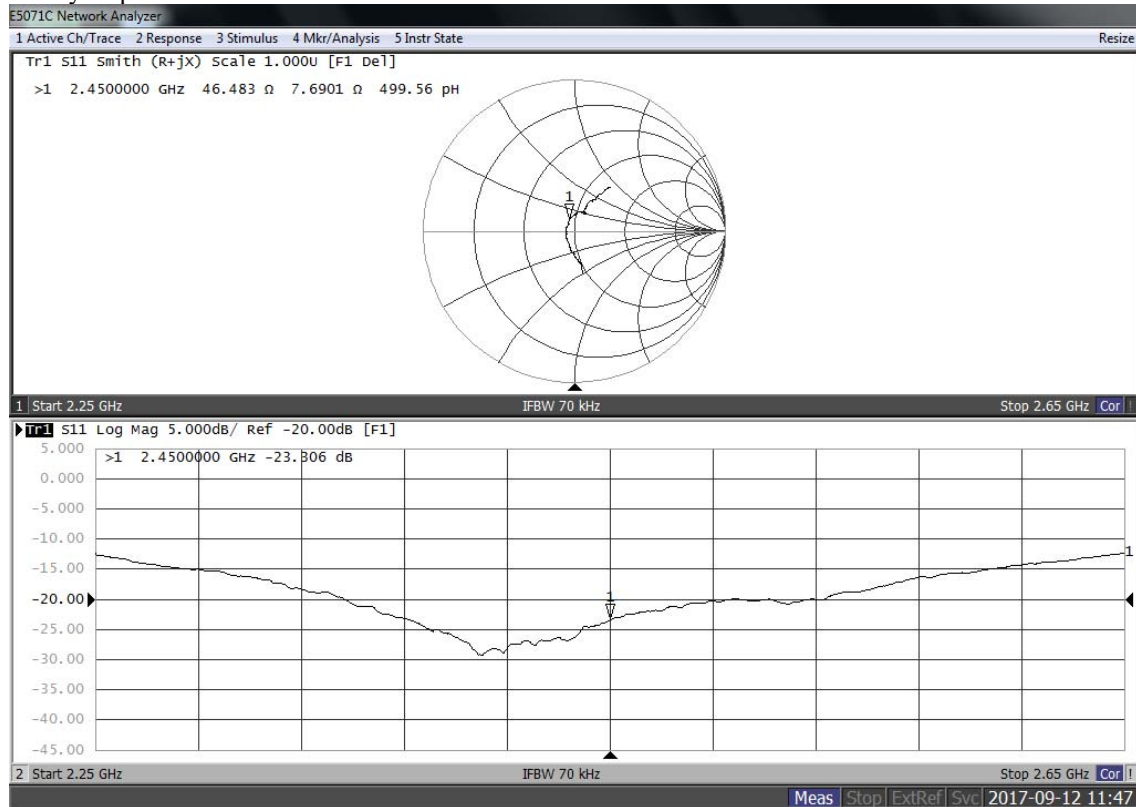 E5071C Network Analyzer
1 Active Ch/Trace 2 Response 3 Stimulus 4 Mkr/Analysis 5 Instr State Resize
Tr1 S11 Smith (R+jX) Scale 1.000U [F1 Del]
>1 2.4500000 GHz 46.483 Ω 7.6901 Ω 499.56 pH
1
1 Start 2.25 GHz IFBW 70 kHz Stop 2.65 GHz Cor !
Tr1 S11 Log Mag 5.000dB/ Ref -20.00dB [F1]
5.000
>1 2.4500000 GHz -23.306 dB
0.000
-5.000
-10.00
1
-15.00
-20.00
1
-25.00
-30.00
-35.00
-40.00
-45.00
2 Start 2.25 GHz IFBW 70 kHz Stop 2.65 GHz Cor !
Meas Stop ExtRef Svc 2017-09-12 11:47